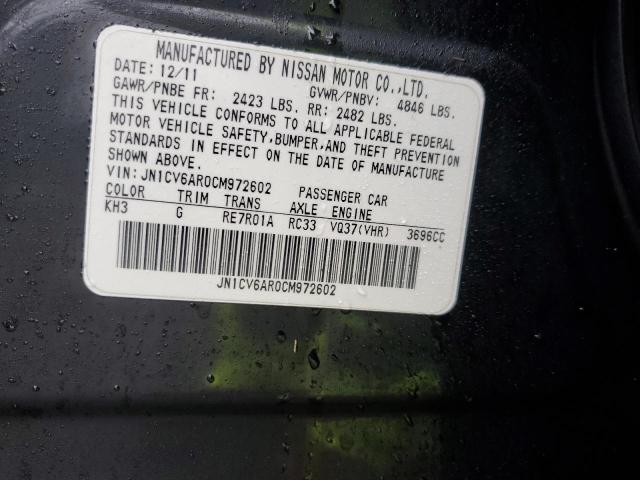 MANUFACTURED BY NISSAN MOTOR CO.,LTD.
DATE: 12/11 GVWR/PNBV: 4846 LBS.
GAWR/PNBE FR: 2423 LBS. RR: 2482 LBS.
THIS VEHICLE CONFORMS TO ALL APPLICABLE FEDERAL
MOTOR VEHICLE SAFETY,BUMPER,AND THEFT PREVENTION
STANDARDS IN EFFECT ON THE DATE OF MANUFACTURE
SHOWN ABOVE.
VIN: JN1CV6AR0CM972602 PASSENGER CAR
COLOR TRIM TRANS AXLE ENGINE
KH3 G RE7R01A RC33 VQ37(VHR) 3696CC
JN1CV6AR0CM972602